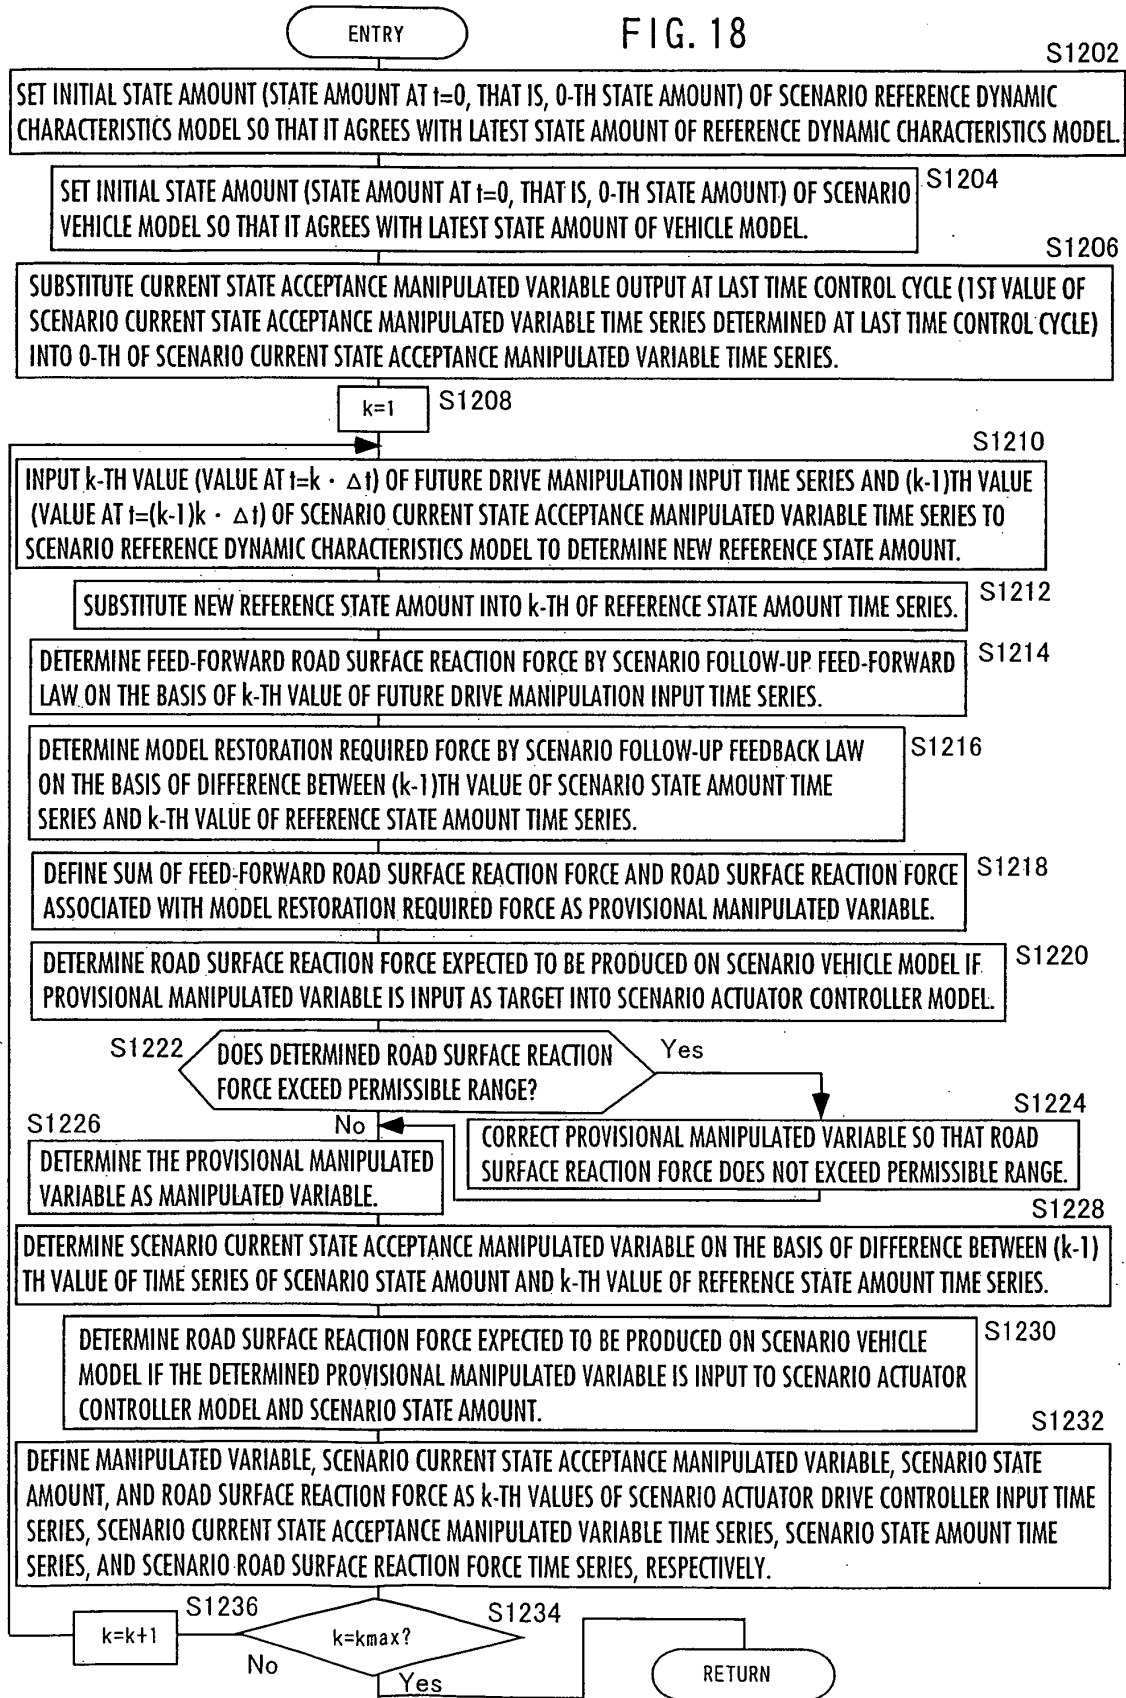 ENTRY
FIG. 18
S1202
SET INITIAL STATE AMOUNT (STATE AMOUNT AT t=0, THAT IS, 0-TH STATE AMOUNT) OF SCENARIO REFERENCE DYNAMIC
CHARACTERISTICS MODEL SO THAT IT AGREES WITH LATEST STATE AMOUNT OF REFERENCE DYNAMIC CHARACTERISTICS MODEL.
S1204
SET INITIAL STATE AMOUNT (STATE AMOUNT AT t=0, THAT IS, 0-TH STATE AMOUNT) OF SCENARIO
VEHICLE MODEL SO THAT IT AGREES WITH LATEST STATE AMOUNT OF VEHICLE MODEL.
S1206
SUBSTITUTE CURRENT STATE ACCEPTANCE MANIPULATED VARIABLE OUTPUT AT LAST TIME CONTROL CYCLE (1ST VALUE OF
SCENARIO CURRENT STATE ACCEPTANCE MANIPULATED VARIABLE TIME SERIES DETERMINED AT LAST TIME CONTROL CYCLE)
INTO 0-TH OF SCENARIO CURRENT STATE ACCEPTANCE MANIPULATED VARIABLE TIME SERIES.
k=1
S1208
S1210
INPUT k-TH VALUE (VALUE AT t=k · Δt) OF FUTURE DRIVE MANIPULATION INPUT TIME SERIES AND (k-1)TH VALUE
(VALUE AT t=(k-1)k · Δt) OF SCENARIO CURRENT STATE ACCEPTANCE MANIPULATED VARIABLE TIME SERIES TO
SCENARIO REFERENCE DYNAMIC CHARACTERISTICS MODEL TO DETERMINE NEW REFERENCE STATE AMOUNT.
S1212
SUBSTITUTE NEW REFERENCE STATE AMOUNT INTO k-TH OF REFERENCE STATE AMOUNT TIME SERIES.
S1214
DETERMINE FEED-FORWARD ROAD SURFACE REACTION FORCE BY SCENARIO FOLLOW-UP FEED-FORWARD
LAW ON THE BASIS OF k-TH VALUE OF FUTURE DRIVE MANIPULATION INPUT TIME SERIES.
S1216
DETERMINE MODEL RESTORATION REQUIRED FORCE BY SCENARIO FOLLOW-UP FEEDBACK LAW
ON THE BASIS OF DIFFERENCE BETWEEN (k-1)TH VALUE OF SCENARIO STATE AMOUNT TIME
SERIES AND k-TH VALUE OF REFERENCE STATE AMOUNT TIME SERIES.
S1218
DEFINE SUM OF FEED-FORWARD ROAD SURFACE REACTION FORCE AND ROAD SURFACE REACTION FORCE
ASSOCIATED WITH MODEL RESTORATION REQUIRED FORCE AS PROVISIONAL MANIPULATED VARIABLE.
S1220
DETERMINE ROAD SURFACE REACTION FORCE EXPECTED TO BE PRODUCED ON SCENARIO VEHICLE MODEL IF
PROVISIONAL MANIPULATED VARIABLE IS INPUT AS TARGET INTO SCENARIO ACTUATOR CONTROLLER MODEL.
S1222
DOES DETERMINED ROAD SURFACE REACTION
FORCE EXCEED PERMISSIBLE RANGE?
Yes
S1224
CORRECT PROVISIONAL MANIPULATED VARIABLE SO THAT ROAD
SURFACE REACTION FORCE DOES NOT EXCEED PERMISSIBLE RANGE.
No
S1226
DETERMINE THE PROVISIONAL MANIPULATED
VARIABLE AS MANIPULATED VARIABLE.
S1228
DETERMINE SCENARIO CURRENT STATE ACCEPTANCE MANIPULATED VARIABLE ON THE BASIS OF DIFFERENCE BETWEEN (k-1)
TH VALUE OF TIME SERIES OF SCENARIO STATE AMOUNT AND k-TH VALUE OF REFERENCE STATE AMOUNT TIME SERIES.
S1230
DETERMINE ROAD SURFACE REACTION FORCE EXPECTED TO BE PRODUCED ON SCENARIO VEHICLE
MODEL IF THE DETERMINED PROVISIONAL MANIPULATED VARIABLE IS INPUT TO SCENARIO ACTUATOR
CONTROLLER MODEL AND SCENARIO STATE AMOUNT.
S1232
DEFINE MANIPULATED VARIABLE, SCENARIO CURRENT STATE ACCEPTANCE MANIPULATED VARIABLE, SCENARIO STATE
AMOUNT, AND ROAD SURFACE REACTION FORCE AS k-TH VALUES OF SCENARIO ACTUATOR DRIVE CONTROLLER INPUT TIME
SERIES, SCENARIO CURRENT STATE ACCEPTANCE MANIPULATED VARIABLE TIME SERIES, SCENARIO STATE AMOUNT TIME
SERIES, AND SCENARIO ROAD SURFACE REACTION FORCE TIME SERIES, RESPECTIVELY.
S1236
k=k+1
S1234
k=kmax?
No
Yes
RETURN